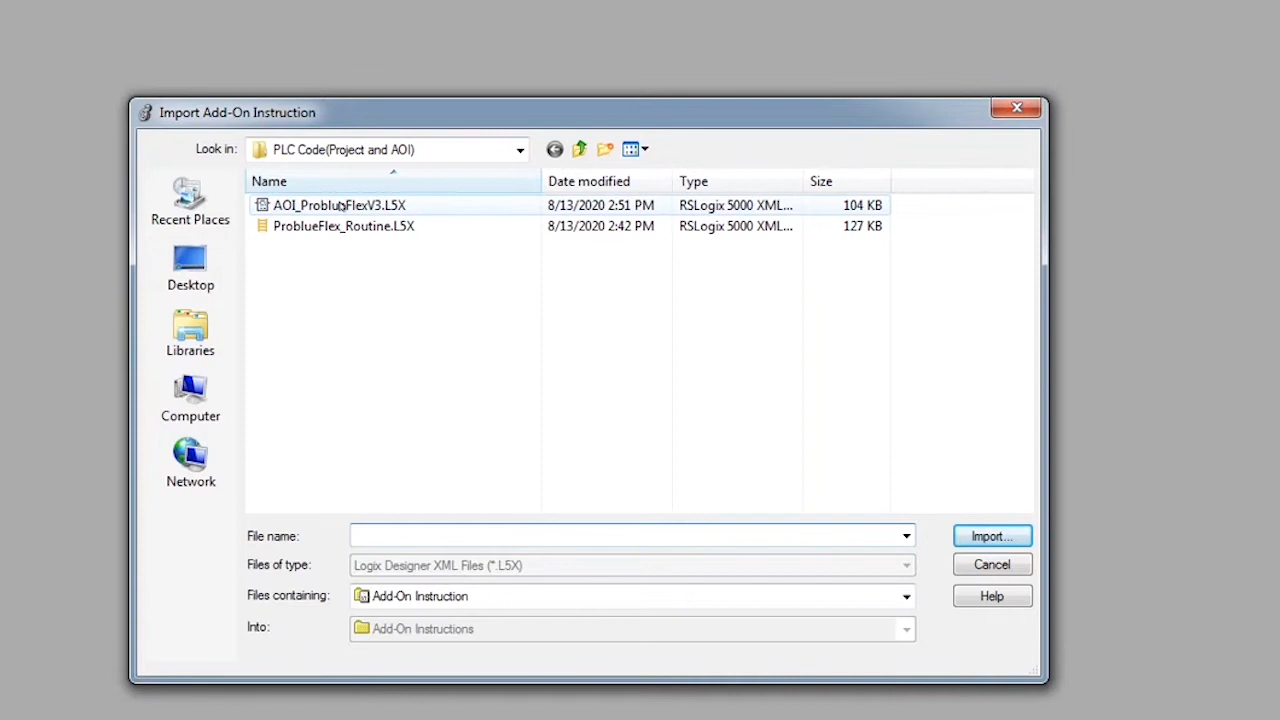 Import Add-On Instruction
Look in: PLC Code(Project and AOI)
Name Date modified Type Size
AOI_ProblueFlexV3.L5X 8/13/2020 2:51 PM RSLogix 5000 XML... 104 KB
ProblueFlex_Routine.L5X 8/13/2020 2:42 PM RSLogix 5000 XML... 127 KB
Recent Places
Desktop
Libraries
Computer
Network
File name: Import...
Files of type: Logix Designer XML Files (*.L5X) Cancel
Files containing: Add-On Instruction Help
Into: Add-On Instructions